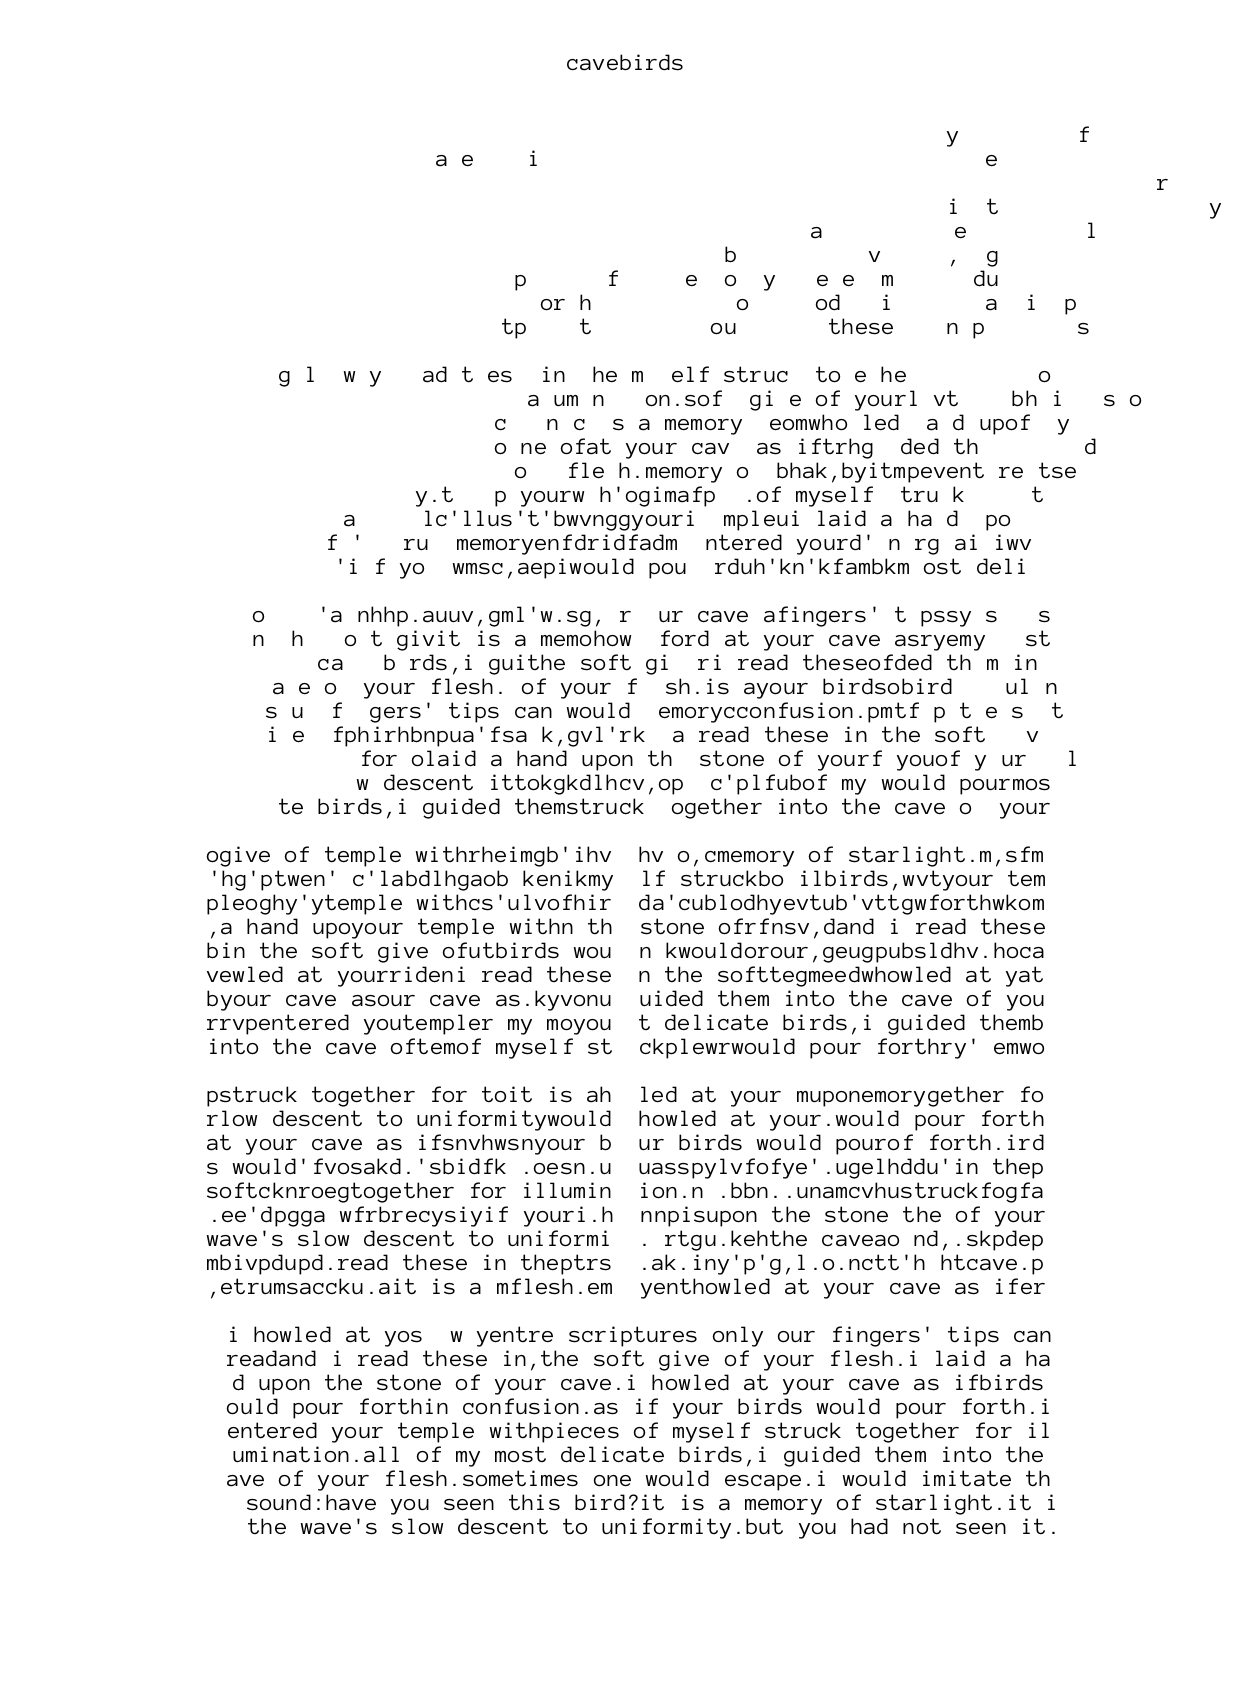 cavebirds
y f
a e i e
r
i t y
a e l
b v , g
p f e o y e e m du
or h o od i a i p
tp t ou these n p s
g l w y ad t es in he m elf struc to e he o
a um n on.sof gi e of yourl vt bh i s o
c n c s a memory eomwho led a d upof y
o ne ofat your cav as iftrhg ded th d
o fle h.memory o bhak,byitmpevent re tse
y.t p yourw h'ogimafp .of myself tru k t
a lc'llus't'bwvnggyouri mpleui laid a ha d po
f ' ru memoryenfdridfadm ntered yourd' n rg ai iwv
'i f yo wmsc,aepiwould pou rduh'kn'kfambkm ost deli
o 'a nhhp.auuv,gml'w.sg, r ur cave afingers' t pssy s s
n h o t givit is a memohow ford at your cave asryemy st
ca b rds,i guithe soft gi ri read theseofded th m in
a e o your flesh. of your f sh.is ayour birdsobird ul n
s u f gers' tips can would emorycconfusion.pmtf p t e s t
i e fphirhbnpua'fsa k,gvl'rk a read these in the soft v
for olaid a hand upon th stone of yourf youof y ur l
w descent ittokgkdlhcv,op c'plfubof my would pourmos
te birds,i guided themstruck ogether into the cave o your
ogive of temple withrheimgb'ihv hv o,cmemory of starlight.m,sfm
'hg'ptwen' c'labdlhgaob kenikmy lf struckbo ilbirds,wvtyour tem
pleoghy'ytemple withcs'ulvofhir da'cublodhyevtub'vttgwforthwkom
,a hand upoyour temple withn th stone ofrfnsv,dand i read these
bin the soft give ofutbirds wou n kwouldorour,geugpubsldhv.hoca
vewled at yourrideni read these n the softtegmeedwhowled at yat
byour cave asour cave as.kyvonu uided them into the cave of you
rrvpentered youtempler my moyou t delicate birds,i guided themb
into the cave oftemof myself st ckplewrwould pour forthry' emwo
pstruck together for toit is ah led at your muponemorygether fo
rlow descent to uniformitywould howled at your.would pour forth
at your cave as ifsnvhwsnyour b ur birds would pourof forth.ird
s would'fvosakd.'sbidfk .oesn.u uasspylvfofye'.ugelhddu'in thep
softcknroegtogether for illumin ion.n .bbn..unamcvhustruckfogfa
.ee'dpgga wfrbrecysiyif youri.h nnpisupon the stone the of your
wave's slow descent to uniformi . rtgu.kehthe caveao nd,.skpdep
mbivpdupd.read these in theptrs .ak.iny'p'g,l.o.nctt'h htcave.p
,etrumsaccku.ait is a mflesh.em yenthowled at your cave as ifer
i howled at yos w yentre scriptures only our fingers' tips can
readand i read these in,the soft give of your flesh.i laid a ha
d upon the stone of your cave.i howled at your cave as ifbirds
ould pour forthin confusion.as if your birds would pour forth.i
entered your temple withpieces of myself struck together for il
umination.all of my most delicate birds,i guided them into the
ave of your flesh.sometimes one would escape.i would imitate th
sound:have you seen this bird?it is a memory of starlight.it i
the wave's slow descent to uniformity.but you had not seen it.